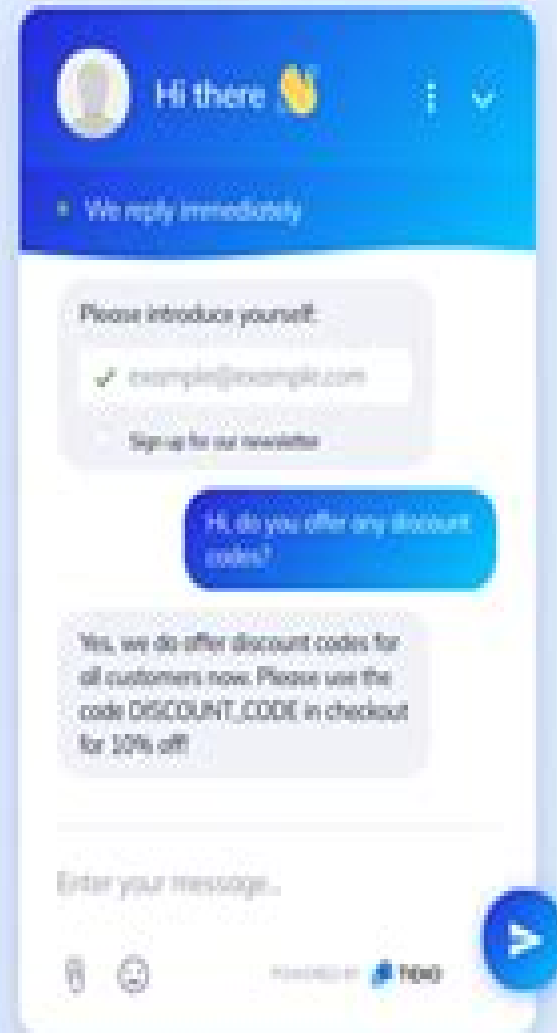 Hi there 👋
We reply immediately
Please introduce yourself:
example@example.com
Sign up for our newsletter
Hi, do you offer any discount
codes?
Yes, we do offer discount codes for
all customers now. Please use the
code DISCOUNT_CODE in checkout
for 10% off!
Enter your message...
POWERED BY TIDIO